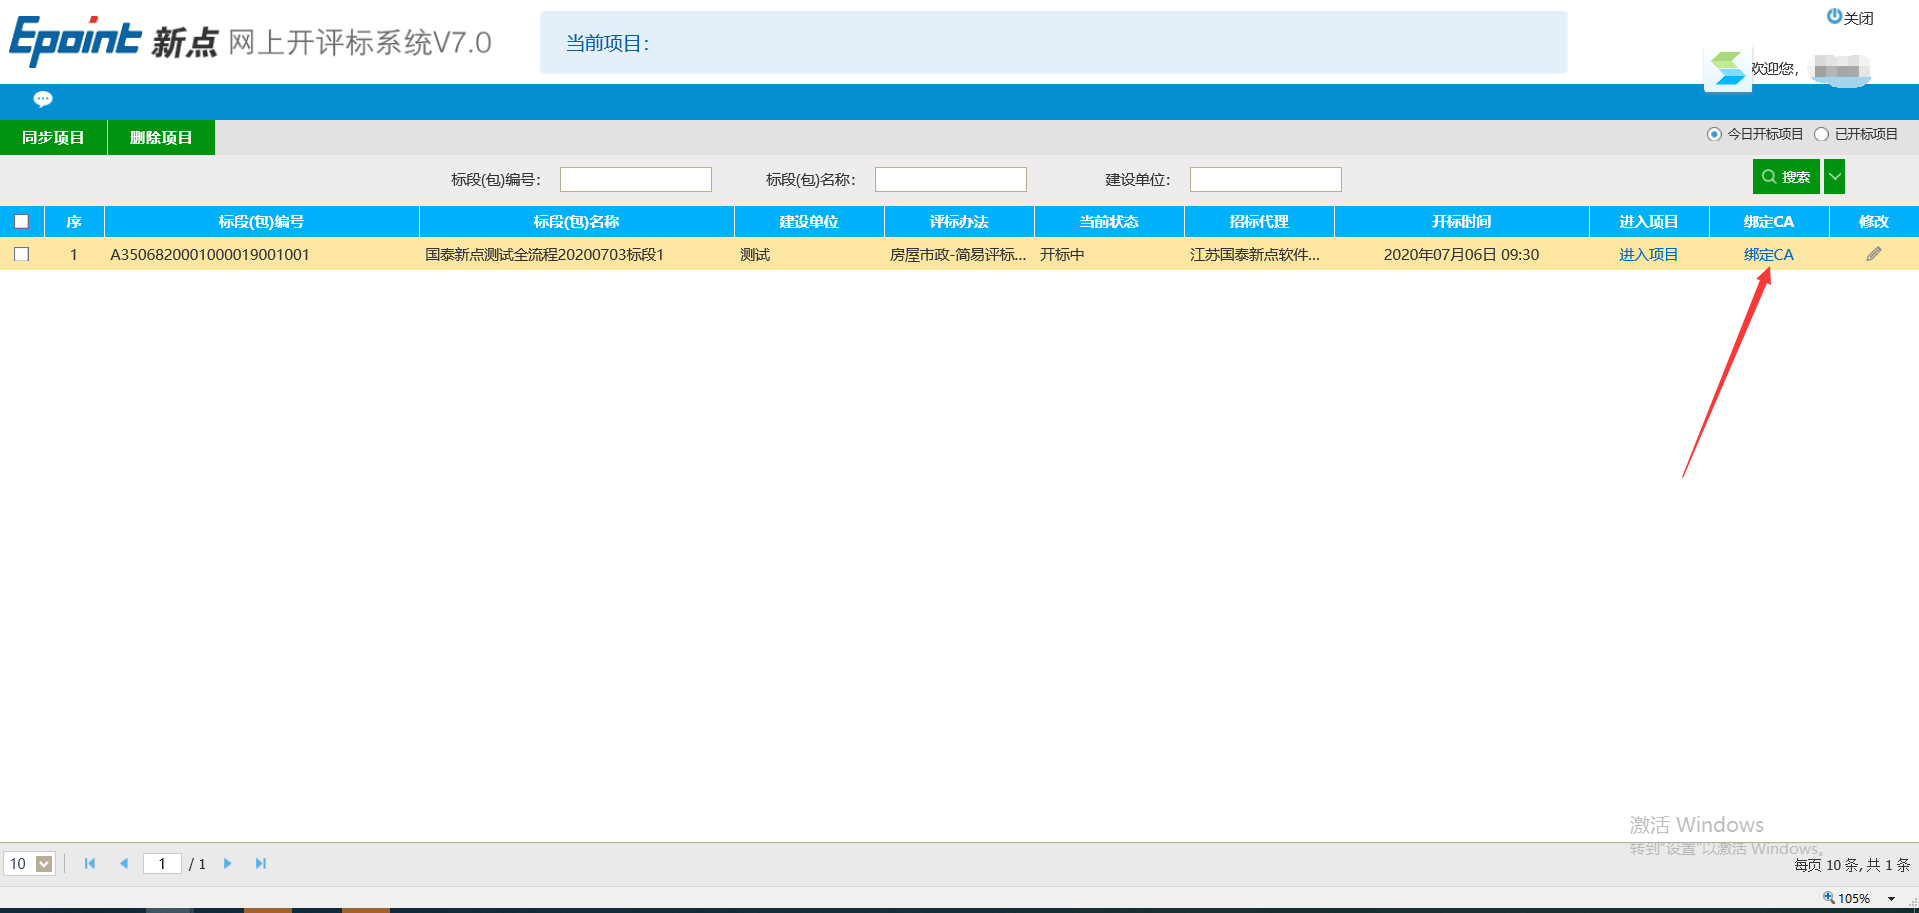 Epoint 新点 网上开评标系统V7.0
当前项目：
关闭
欢迎您，
同步项目 删除项目
今日开标项目 已开标项目
标段(包)编号： 标段(包)名称： 建设单位： 搜索
序 标段(包)编号 标段(包)名称 建设单位 评标办法 当前状态 招标代理 开标时间 进入项目 绑定CA 修改
1 A3506820001000019001001 国泰新点测试全流程20200703标段1 测试 房屋市政-简易评标... 开标中 江苏国泰新点软件... 2020年07月06日 09:30 进入项目 绑定CA
激活 Windows
转到"设置"以激活 Windows。
10 1 / 1 每页 10 条, 共 1 条
105%